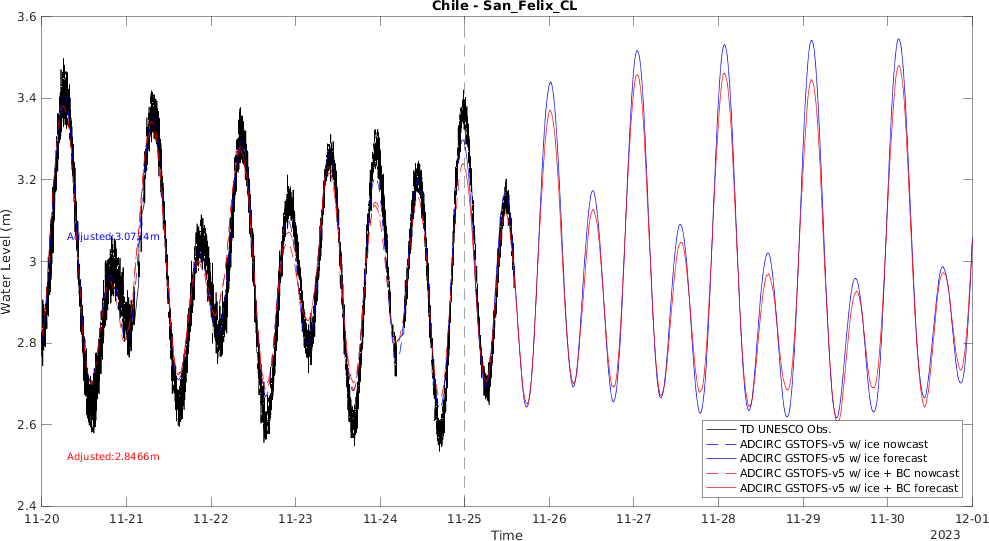 Chile - San_Felix_CL
3.6
3.4
3.2
3
2.8
2.6
2.4
Water Level (m)
Adjusted:3.0724m
Adjusted:2.8466m
TD UNESCO Obs.
ADCIRC GSTOFS-v5 w/ ice nowcast
ADCIRC GSTOFS-v5 w/ ice forecast
ADCIRC GSTOFS-v5 w/ ice + BC nowcast
ADCIRC GSTOFS-v5 w/ ice + BC forecast
11-20 11-21 11-22 11-23 11-24 11-25 11-26 11-27 11-28 11-29 11-30 12-01
Time
2023